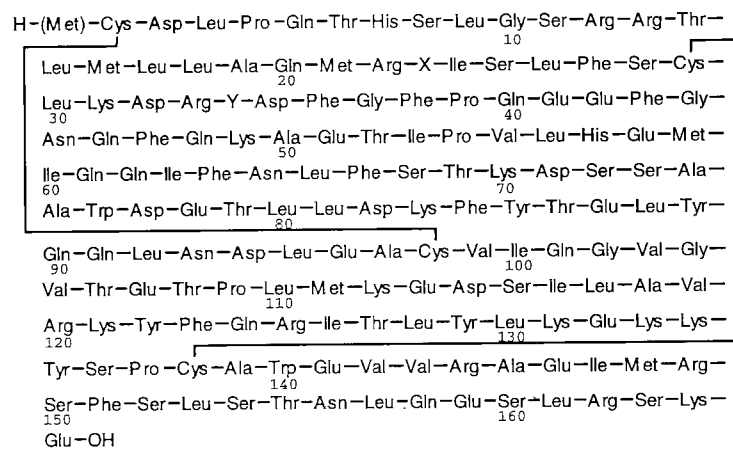 H-(Met)-Cys-Asp-Leu-Pro-Gln-Thr-His-Ser-Leu-Gly-Ser-Arg-Arg-Thr-
10
Leu-Met-Leu-Leu-Ala-Gln-Met-Arg-X-Ile-Ser-Leu-Phe-Ser-Cys-
20
Leu-Lys-Asp-Arg-Y-Asp-Phe-Gly-Phe-Pro-Gln-Glu-Glu-Phe-Gly-
30 40
Asn-Gln-Phe-Gln-Lys-Ala-Glu-Thr-Ile-Pro-Val-Leu-His-Glu-Met-
50
Ile-Gln-Gln-Ile-Phe-Asn-Leu-Phe-Ser-Thr-Lys-Asp-Ser-Ser-Ala-
60 70
Ala-Trp-Asp-Glu-Thr-Leu-Leu-Asp-Lys-Phe-Tyr-Thr-Glu-Leu-Tyr-
80
Gln-Gln-Leu-Asn-Asp-Leu-Glu-Ala-Cys-Val-Ile-Gln-Gly-Val-Gly-
90 100
Val-Thr-Glu-Thr-Pro-Leu-Met-Lys-Glu-Asp-Ser-Ile-Leu-Ala-Val-
110
Arg-Lys-Tyr-Phe-Gln-Arg-Ile-Thr-Leu-Tyr-Leu-Lys-Glu-Lys-Lys-
120 130
Tyr-Ser-Pro-Cys-Ala-Trp-Glu-Val-Val-Arg-Ala-Glu-Ile-Met-Arg-
140
Ser-Phe-Ser-Leu-Ser-Thr-Asn-Leu-Gln-Glu-Ser-Leu-Arg-Ser-Lys-
150 160
Glu-OH